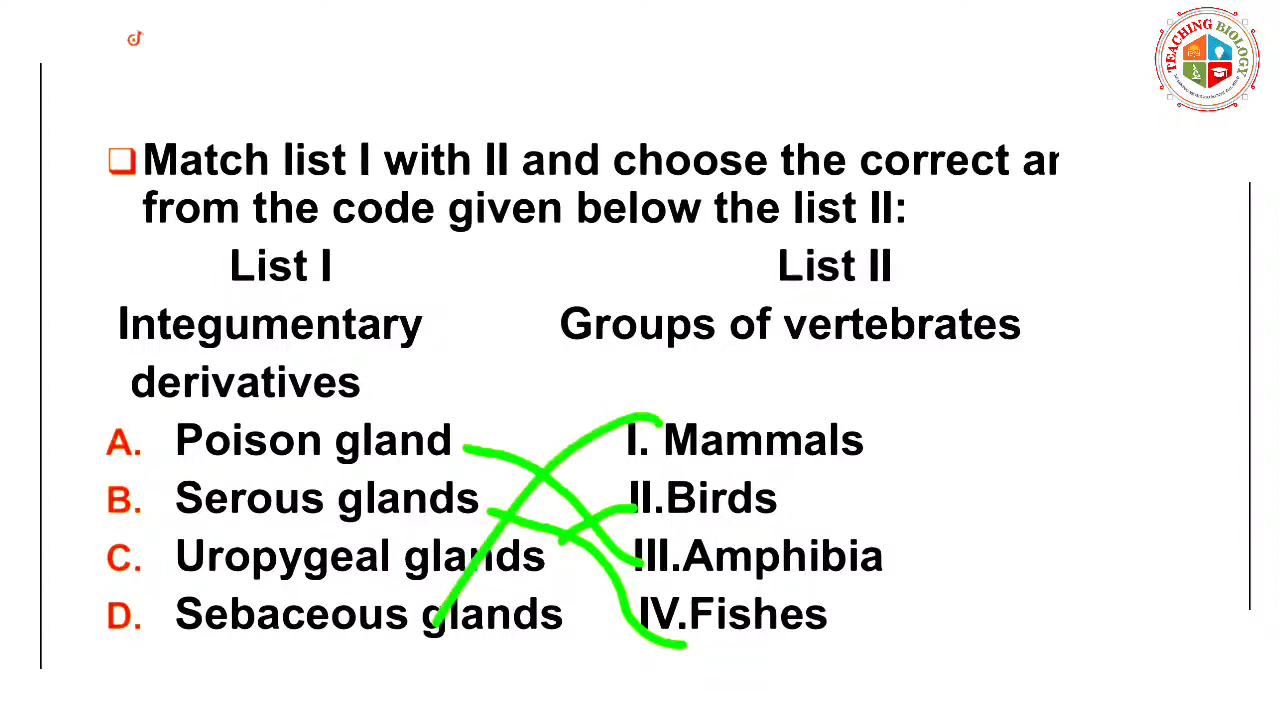 TEACHING BIOLOGY
Match list I with II and choose the correct
from the code given below the list II:
List I List II
Integumentary Groups of vertebrates
derivatives
A. Poison gland I. Mammals
B. Serous glands II.Birds
C. Uropygeal glands III.Amphibia
D. Sebaceous glands IV.Fishes